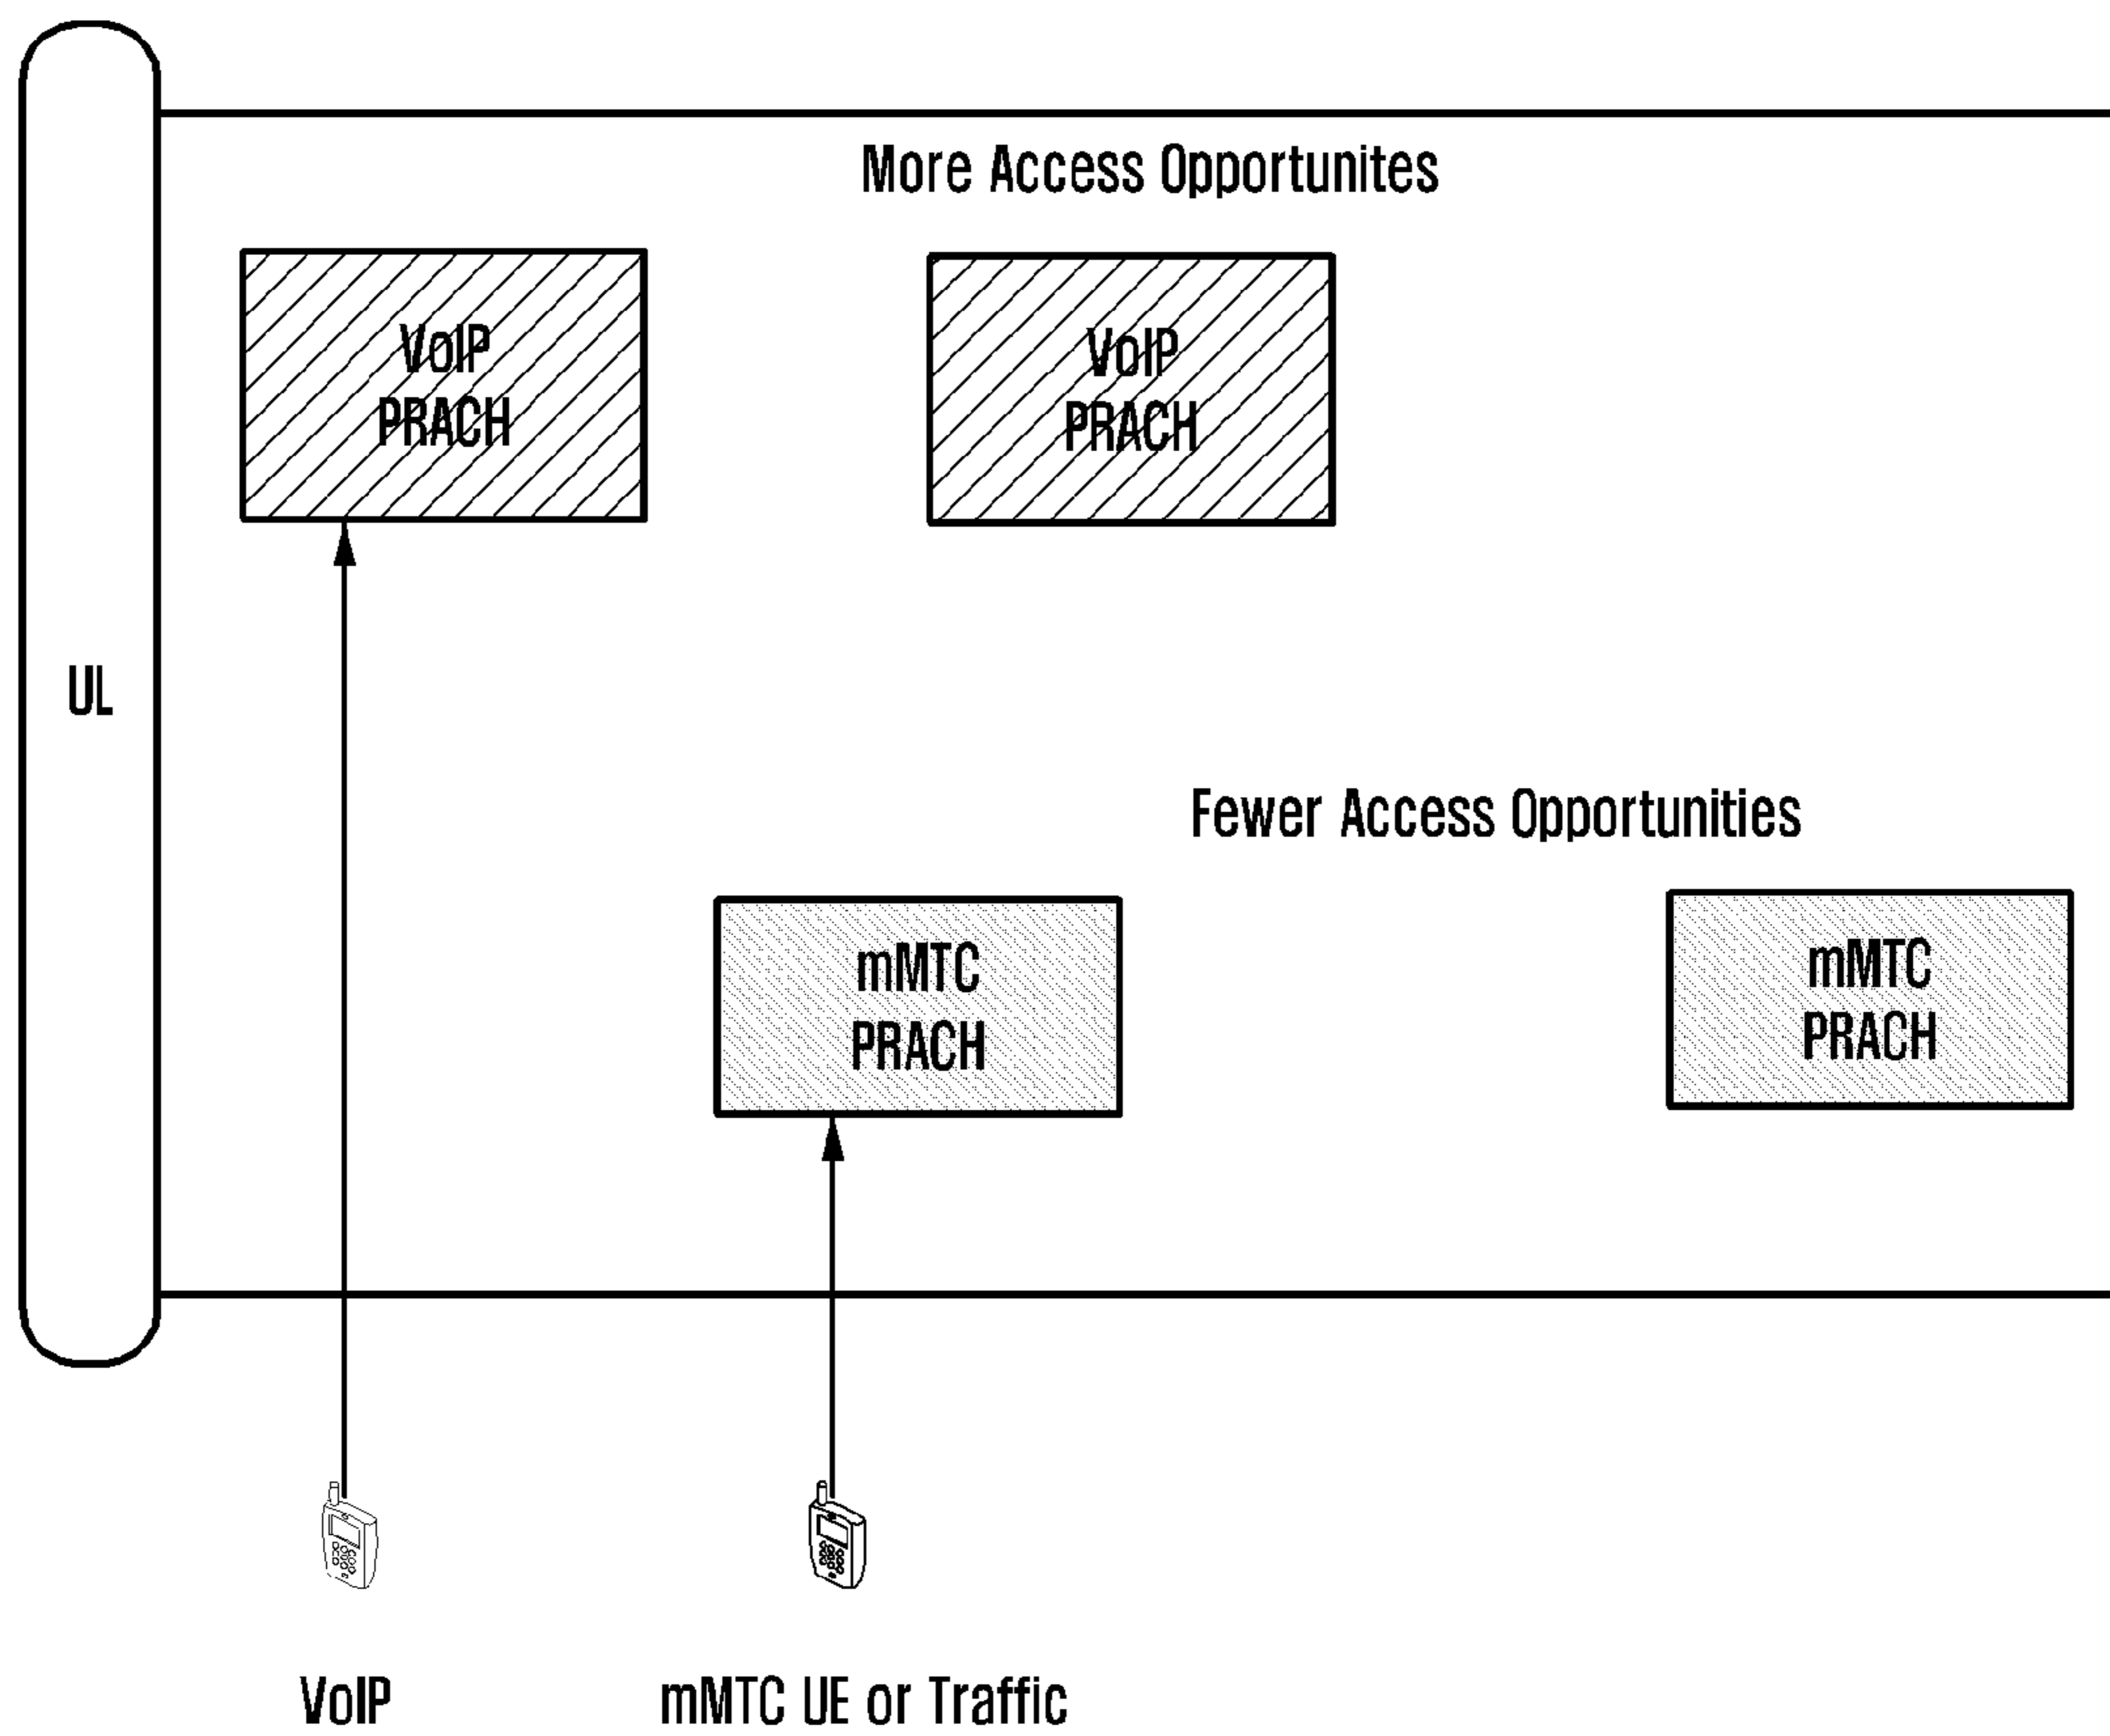 More Access Opportunites
VoIP
PRACH
VoIP
PRACH
UL
Fewer Access Opportunities
mMTC
PRACH
mMTC
PRACH
VoIP
mMTC UE or Traffic